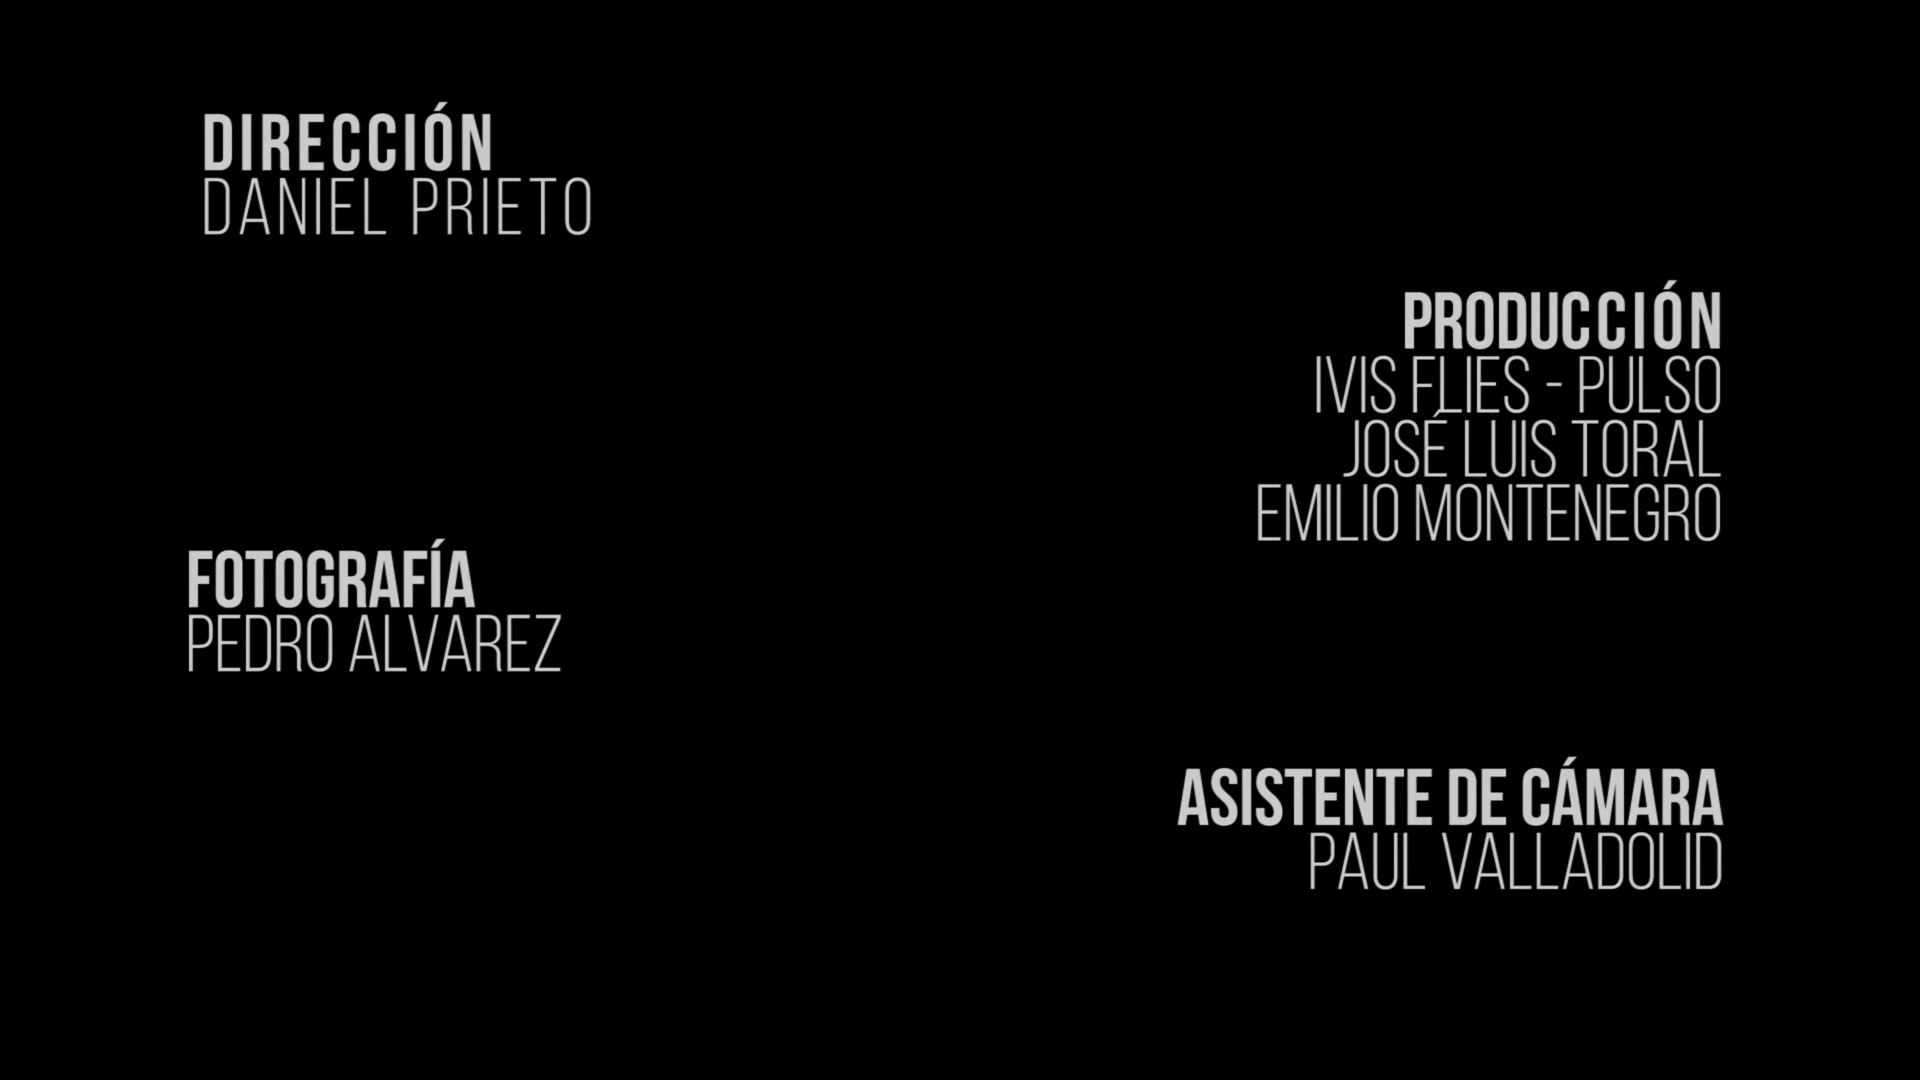 DIRECCIÓN
DANIEL PRIETO
PRODUCCIÓN
IVIS FLIES - PULSO
JOSÉ LUIS TORAL
EMILIO MONTENEGRO
FOTOGRAFÍA
PEDRO ALVAREZ
ASISTENTE DE CÁMARA
PAUL VALLADOLID